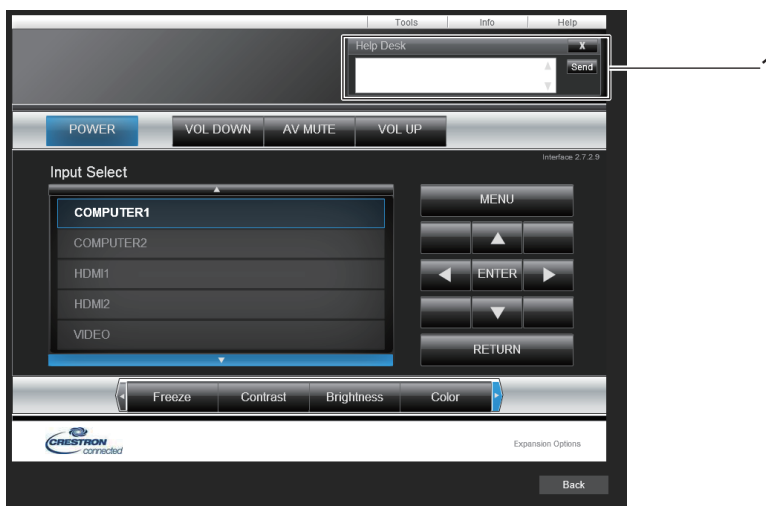 Tools Info Help
Help Desk X
Send
1
POWER VOL DOWN AV MUTE VOL UP
Interface 2.7.2.9
Input Select
COMPUTER1
COMPUTER2
HDMI1
HDMI2
VIDEO
MENU
ENTER
RETURN
Freeze Contrast Brightness Color
CRESTRON
connected
Expansion Options
Back